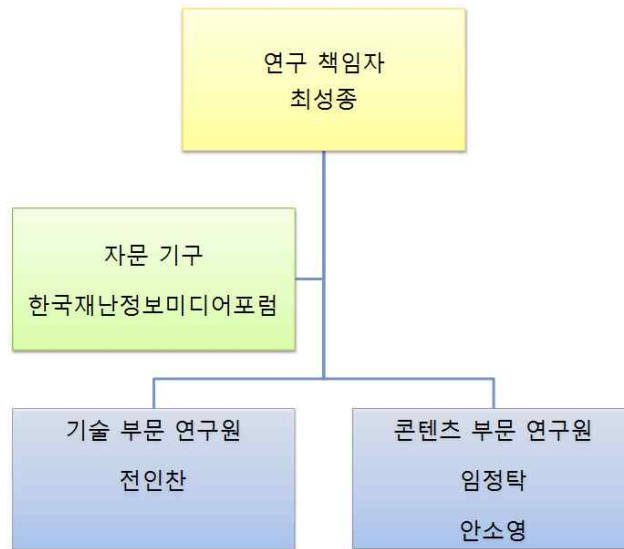 연구 책임자
최성종
자문 기구
한국재난정보미디어포럼
기술 부문 연구원
전인찬
콘텐츠 부문 연구원
임정탁
안소영